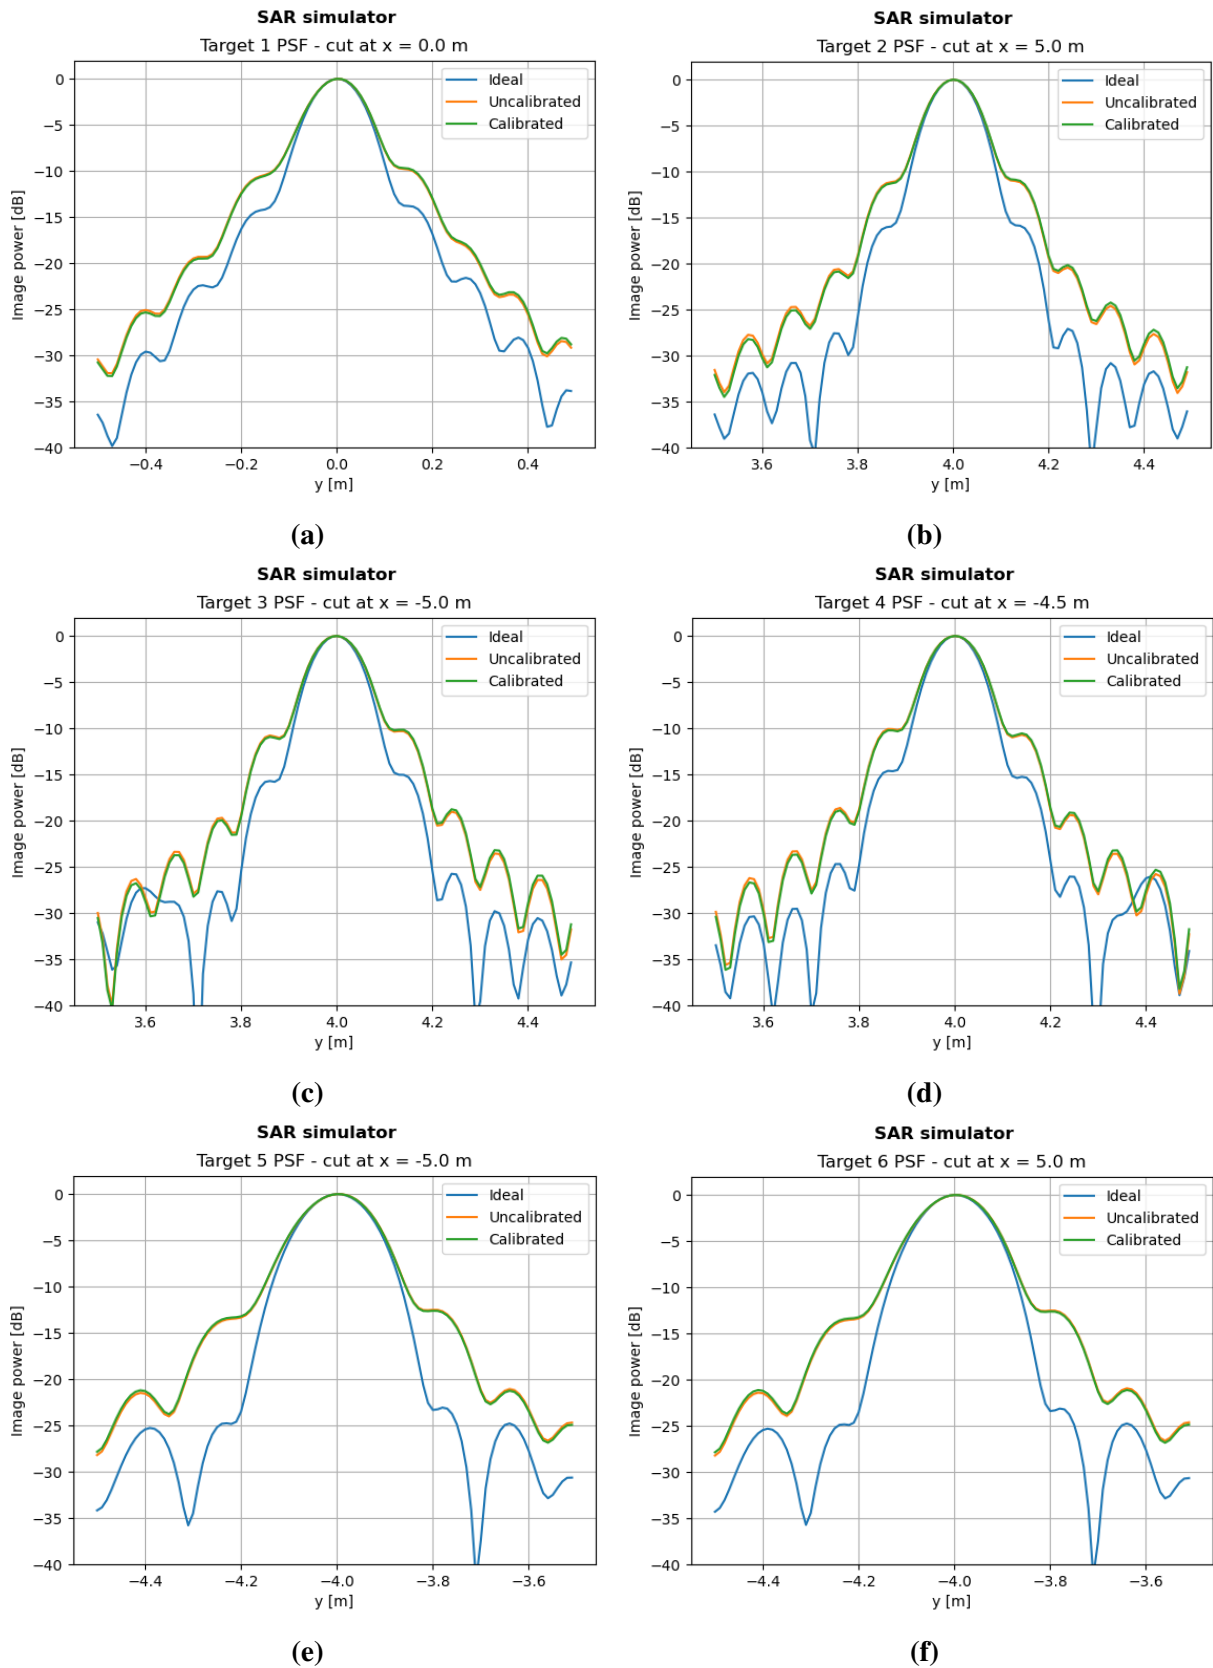 SAR simulator
Target 1 PSF - cut at x = 0.0 m
Image power [dB]
0
−5
−10
−15
−20
−25
−30
−35
−40
Ideal
Uncalibrated
Calibrated
−0.4 −0.2 0.0 0.2 0.4
y [m]
(a)
SAR simulator
Target 2 PSF - cut at x = 5.0 m
Image power [dB]
0
−5
−10
−15
−20
−25
−30
−35
−40
Ideal
Uncalibrated
Calibrated
3.6 3.8 4.0 4.2 4.4
y [m]
(b)
SAR simulator
Target 3 PSF - cut at x = -5.0 m
Image power [dB]
0
−5
−10
−15
−20
−25
−30
−35
−40
Ideal
Uncalibrated
Calibrated
3.6 3.8 4.0 4.2 4.4
y [m]
(c)
SAR simulator
Target 4 PSF - cut at x = -4.5 m
Image power [dB]
0
−5
−10
−15
−20
−25
−30
−35
−40
Ideal
Uncalibrated
Calibrated
3.6 3.8 4.0 4.2 4.4
y [m]
(d)
SAR simulator
Target 5 PSF - cut at x = -5.0 m
Image power [dB]
0
−5
−10
−15
−20
−25
−30
−35
−40
Ideal
Uncalibrated
Calibrated
−4.4 −4.2 −4.0 −3.8 −3.6
y [m]
(e)
SAR simulator
Target 6 PSF - cut at x = 5.0 m
Image power [dB]
0
−5
−10
−15
−20
−25
−30
−35
−40
Ideal
Uncalibrated
Calibrated
−4.4 −4.2 −4.0 −3.8 −3.6
y [m]
(f)